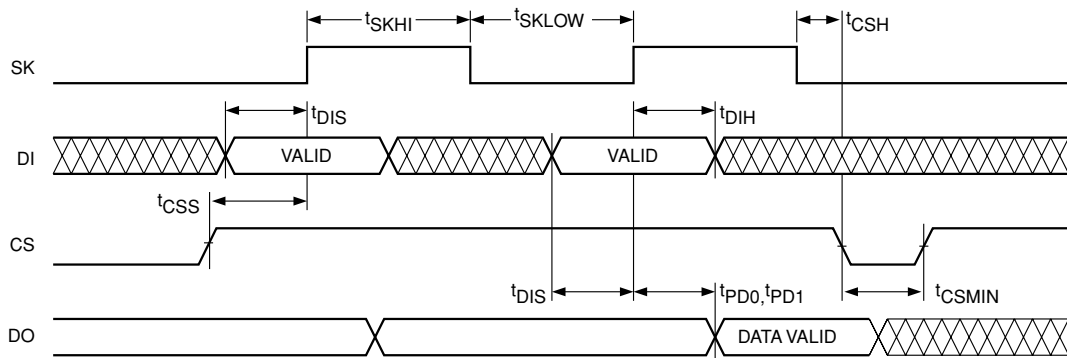 tSKHI tSKLOW tCSH
SK
tDIS tDIH
DI VALID VALID
tCSS
CS
tDIS tPD0,tPD1 tCSMIN
DO DATA VALID